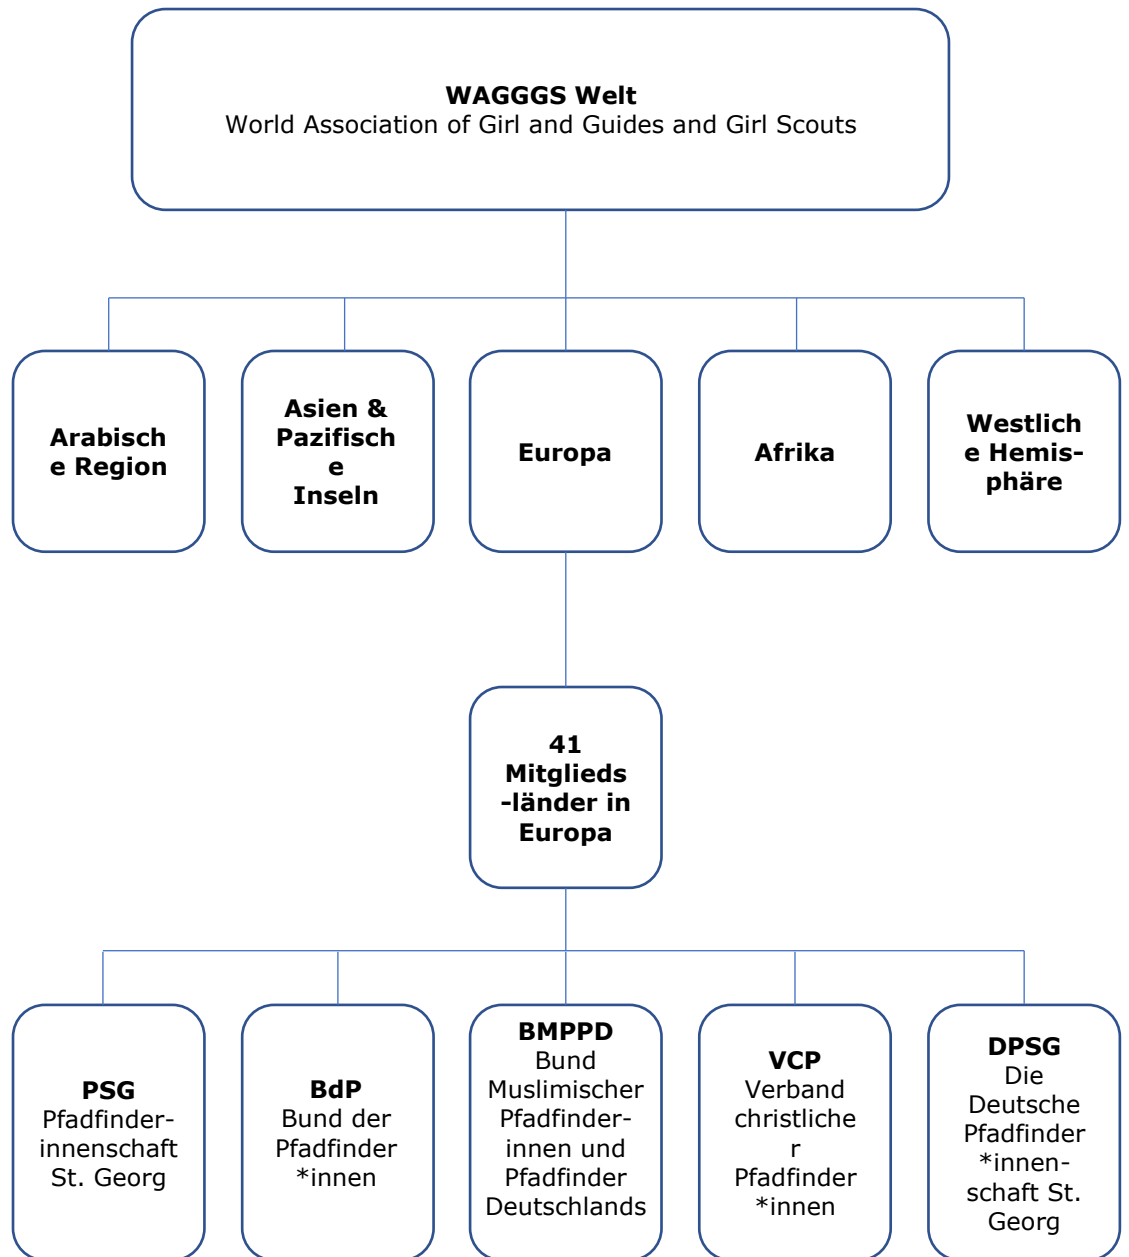 WAGGGS Welt
World Association of Girl and Guides and Girl Scouts
Arabisch
e Region
Asien &
Pazifisch
e
Inseln
Europa
Afrika
Westlich
e Hemis-
phäre
41
Mitglieds
-länder in
Europa
PSG
Pfadfinder-
innenschaft
St. Georg
BdP
Bund der
Pfadfinder
*innen
BMPPD
Bund
Muslimischer
Pfadfinder-
innen und
Pfadfinder
Deutschlands
VCP
Verband
christliche
r
Pfadfinder
*innen
DPSG
Die
Deutsche
Pfadfinder
*innen-
schaft St.
Georg